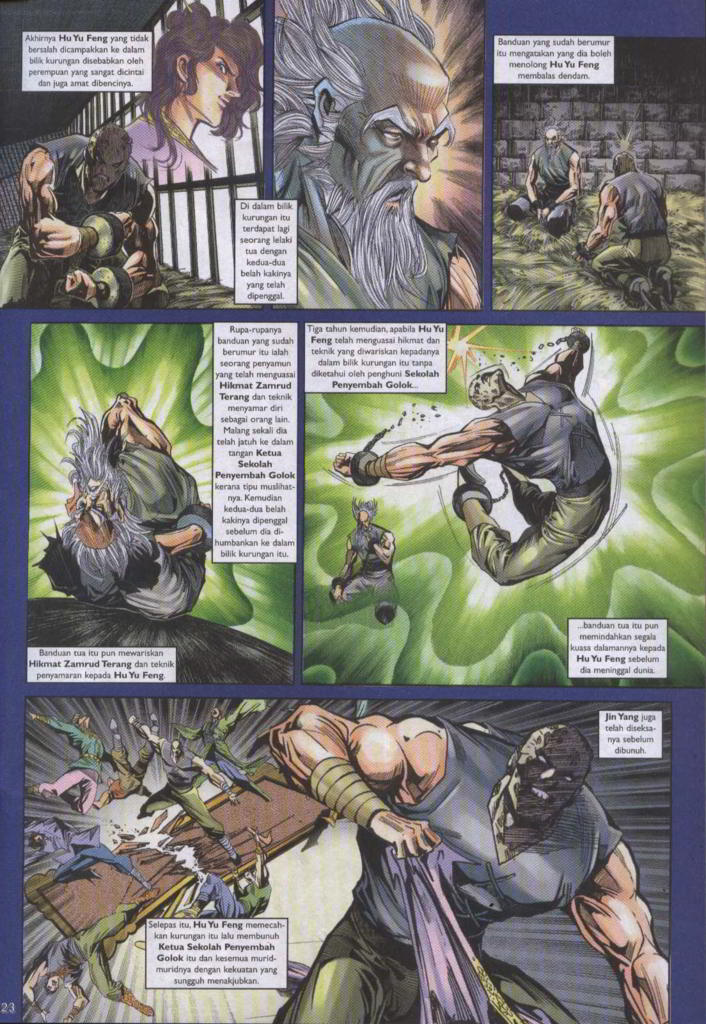 Akhirnya Hu Yu Feng yang tidak
bersalah dicampakkan ke dalam
bilik kurungan disebabkan oleh
perempuan yang sangat dicintai
dan juga amat dibencinya.
Di dalam bilik
kurungan itu
terdapat lagi
seorang lelaki
tua dengan
kedua-dua
belah kakinya
yang telah
dipenggal.
Banduan yang sudah berumur
itu mengatakan yang dia boleh
menolong Hu Yu Feng
membalas dendam.
Rupa-rupanya
banduan yang sudah
berumur itu ialah
seorang penyamun
yang telah menguasai
Hikmat Zamrud
Terang dan teknik
menyamar diri
sebagai orang lain.
Malang sekali dia
telah jatuh ke dalam
tangan Ketua
Sekolah
Penyembah Golok
kerana tipu muslihat-
nya. Kemudian
kedua-dua belah
kakinya dipenggal
sebelum dia di-
humbankan ke dalam
bilik kurungan itu.
Banduan tua itu pun mewariskan
Hikmat Zamrud Terang dan teknik
penyamaran kepada Hu Yu Feng.
Tiga tahun kemudian, apabila Hu Yu
Feng telah menguasai hikmat dan
teknik yang diwariskan kepadanya
dalam bilik kurungan itu tanpa
diketahui oleh penghuni Sekolah
Penyembah Golok...
...banduan tua itu pun
memindahkan segala
kuasa dalamannya kepada
Hu Yu Feng sebelum
dia meninggal dunia.
Jin Yang juga
telah diseksa-
nya sebelum
dibunuh.
Selepas itu, Hu Yu Feng memecah-
kan kurungan itu lalu membunuh
Ketua Sekolah Penyembah
Golok itu dan kesemua murid-
muridnya dengan kekuatan yang
sungguh menakjubkan.
23